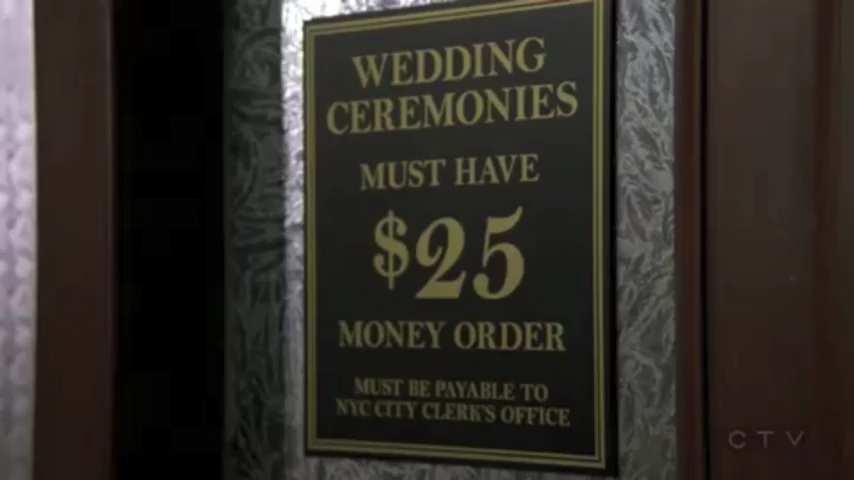 WEDDING
CEREMONIES
MUST HAVE
$25
MONEY ORDER
MUST BE PAYABLE TO
NYC CITY CLERK'S OFFICE
CTV